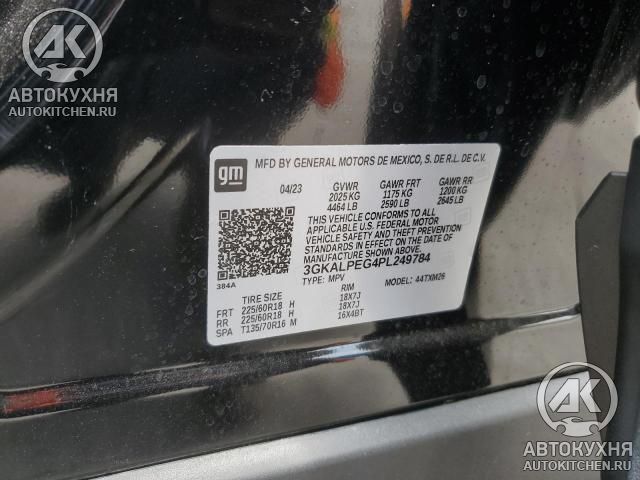 AK
АВТОКУХНЯ
AUTOKITCHEN.RU
gm
MFD BY GENERAL MOTORS DE MEXICO, S. DE R.L. DE C.V.
04/23 GVWR GAWR FRT GAWR RR
2025 KG 1175 KG 1200 KG
4464 LB 2590 LB 2645 LB
THIS VEHICLE CONFORMS TO ALL
APPLICABLE U.S. FEDERAL MOTOR
VEHICLE SAFETY AND THEFT PREVENTION
STANDARDS IN EFFECT ON THE DATE OF
MANUFACTURE SHOWN ABOVE.
3GKALPEG4PL249784
TYPE: MPV MODEL: 44TXM26
384A
TIRE SIZE RIM
FRT 225/60R18 H 18X7J
RR 225/60R18 H 18X7J
SPA T135/70R16 M 16X4BT
AK
АВТОКУХНЯ
AUTOKITCHEN.RU